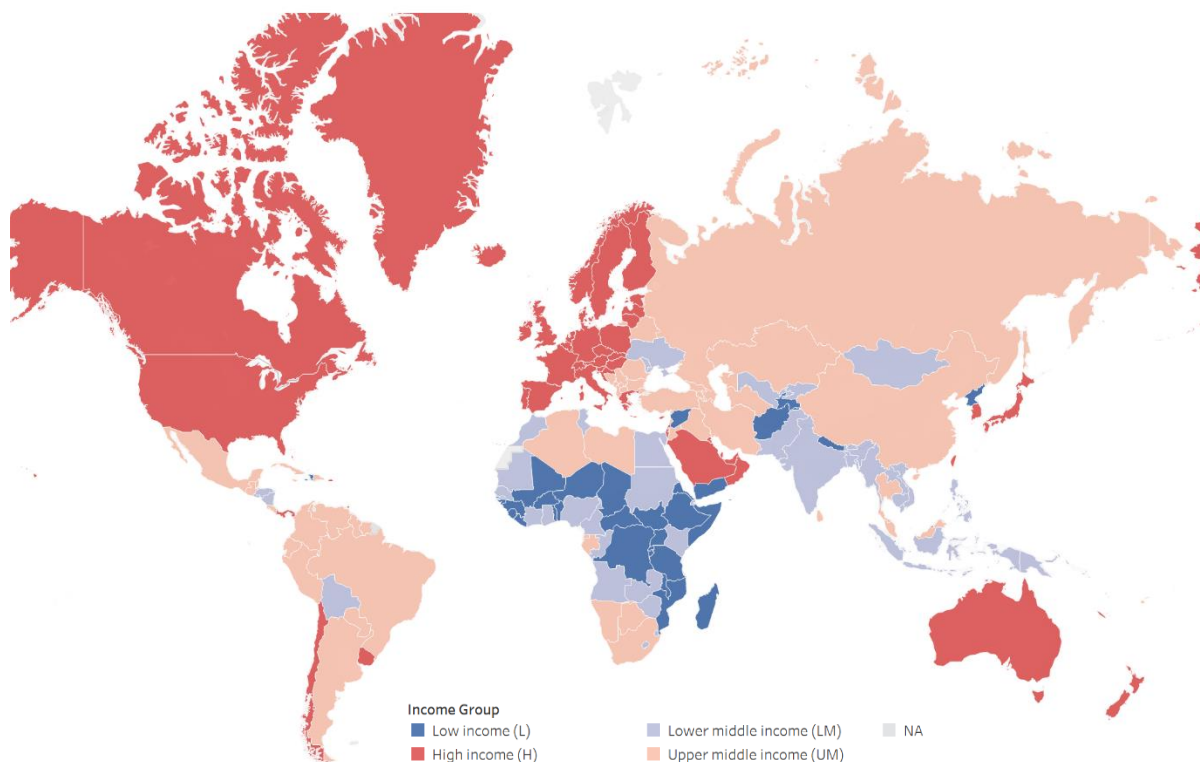 Income Group
Low income (L)
Lower middle income (LM)
NA
High income (H)
Upper middle income (UM)